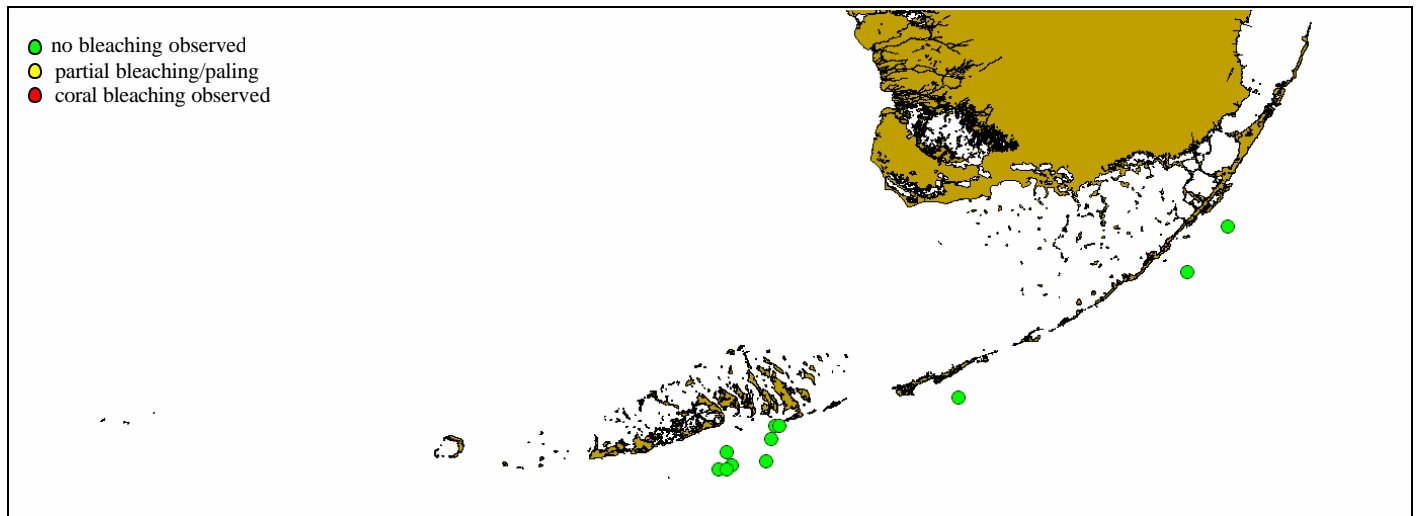 no bleaching observed
partial bleaching/paling
coral bleaching observed